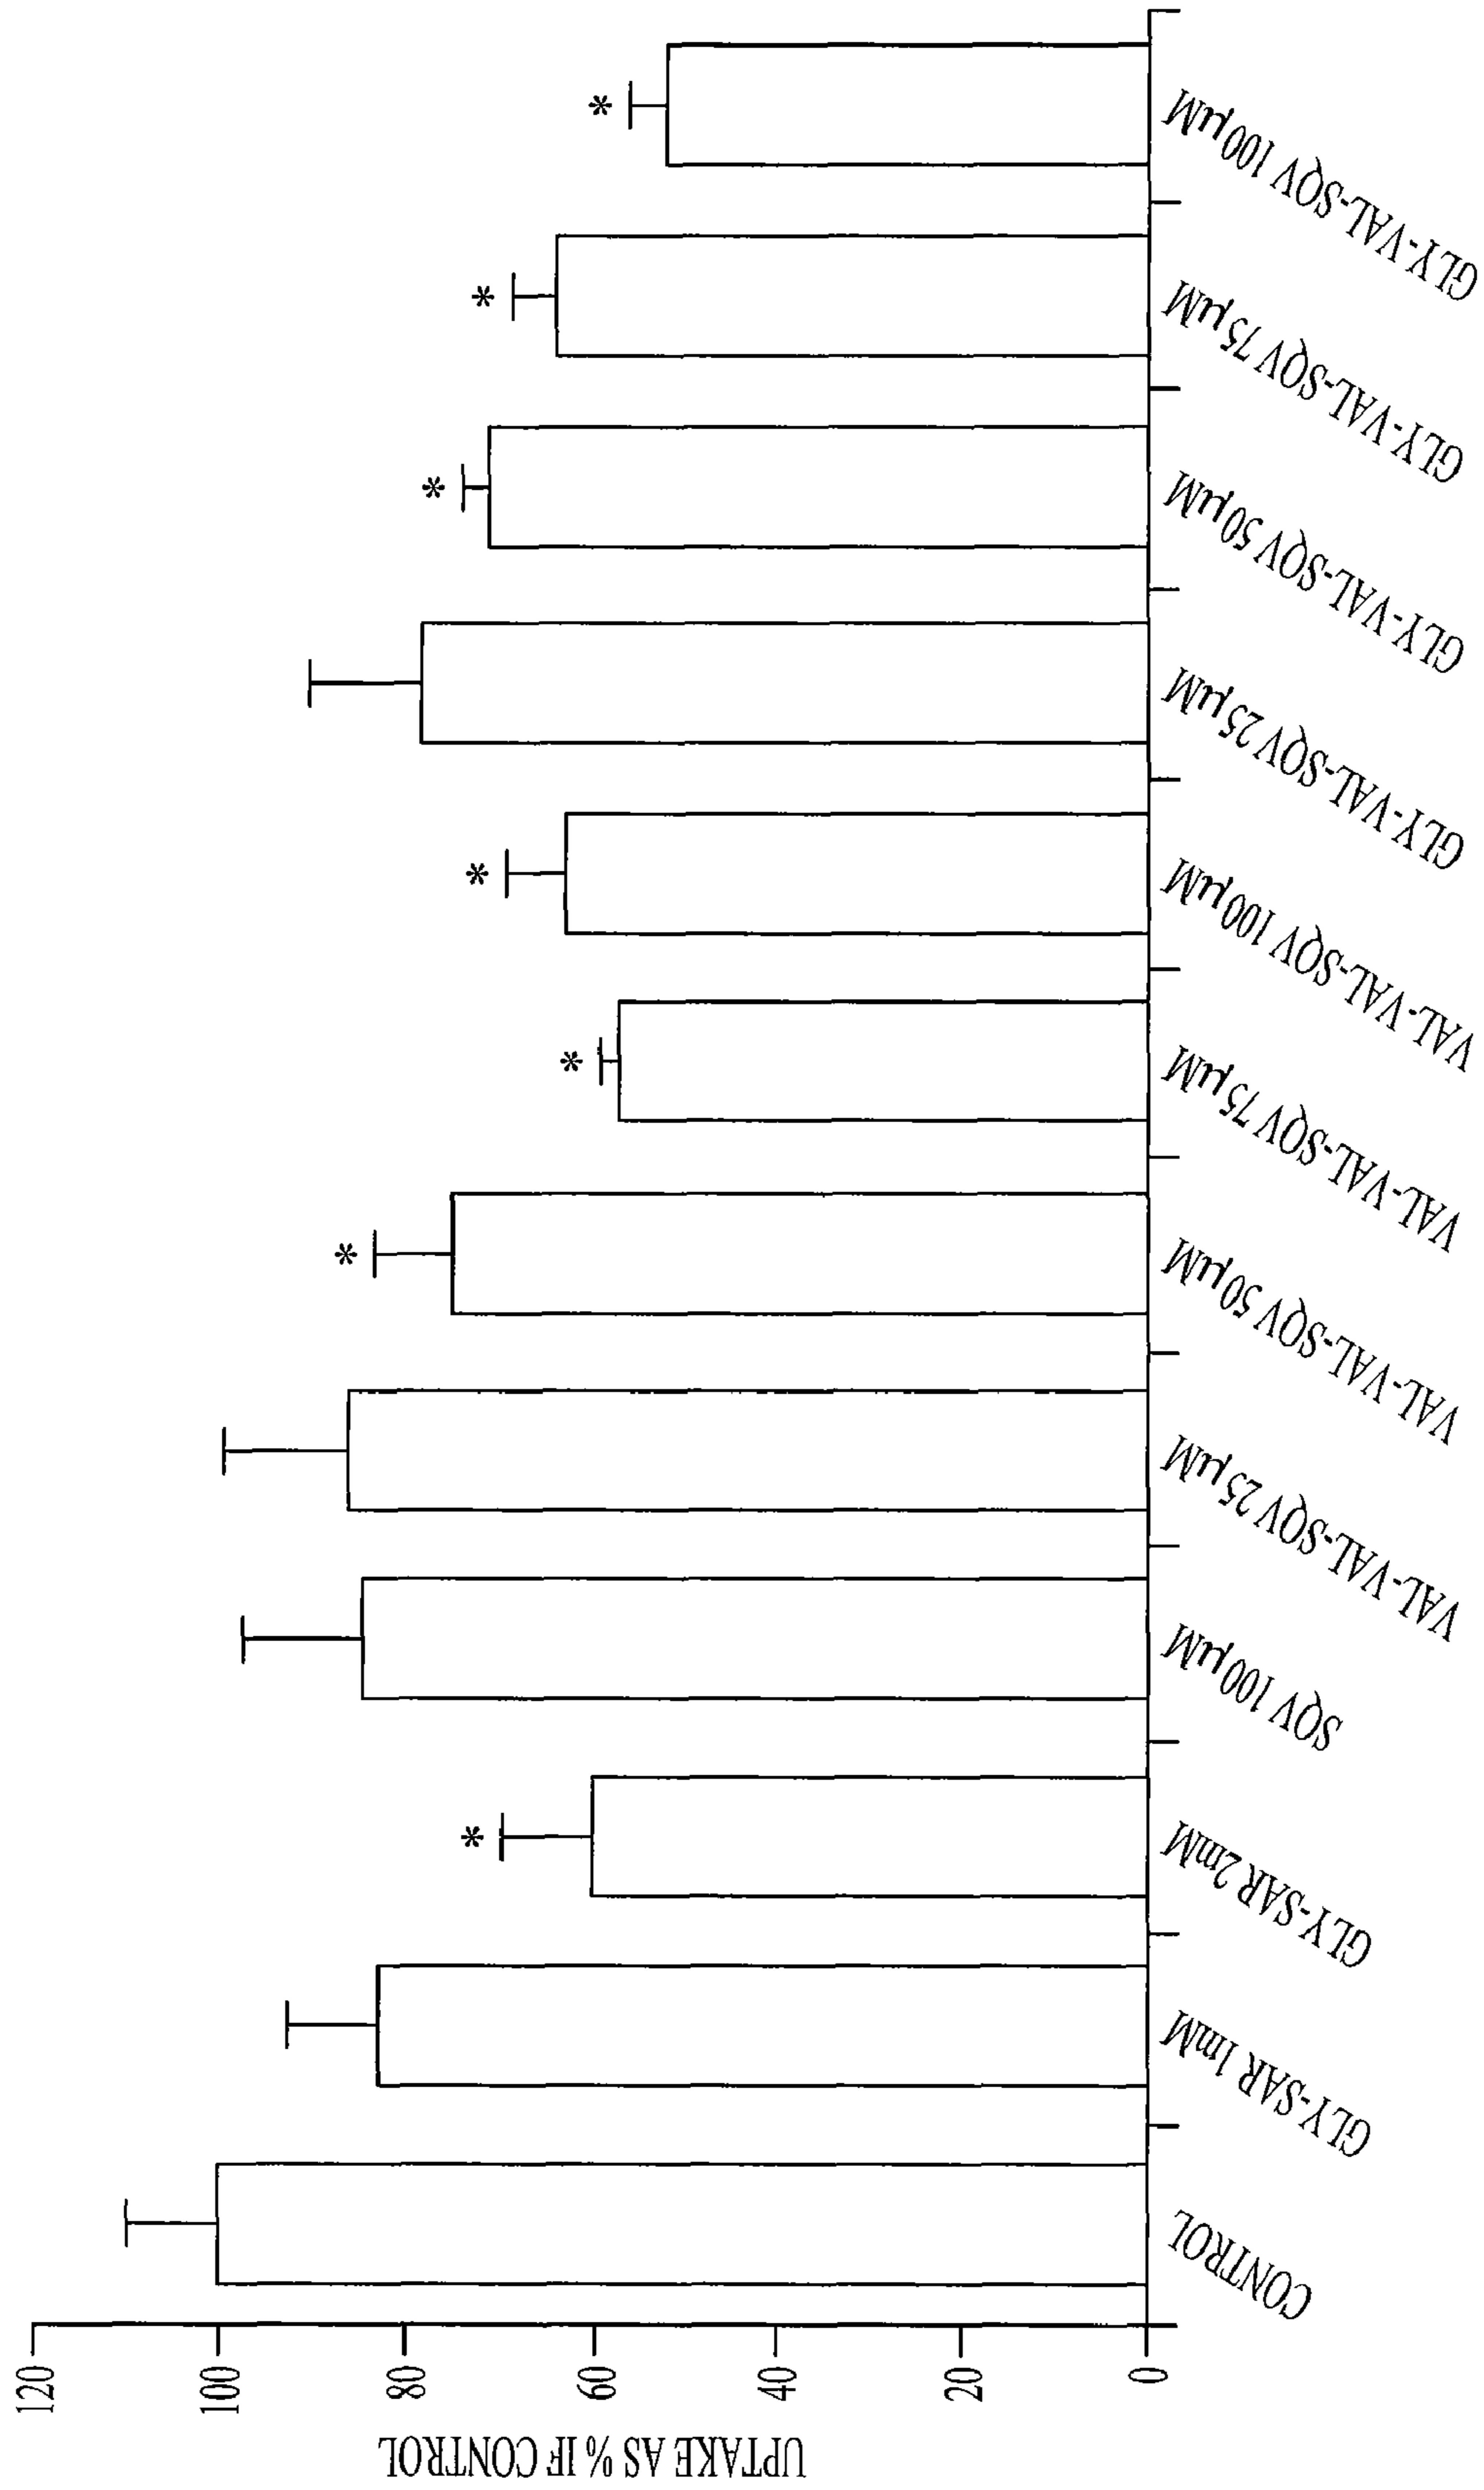 UPTAKE AS % IF CONTROL
120
100
80
60
40
20
0
CONTROL
GLY-SAR 1mM
GLY-SAR 2mM
SQV 100µM
VAL-VAL-SQV 25µM
VAL-VAL-SQV 50µM
VAL-VAL-SQV 75µM
VAL-VAL-SQV 100µM
GLY-VAL-SQV 25µM
GLY-VAL-SQV 50µM
GLY-VAL-SQV 75µM
GLY-VAL-SQV 100µM
*
*
*
*
*
*
*